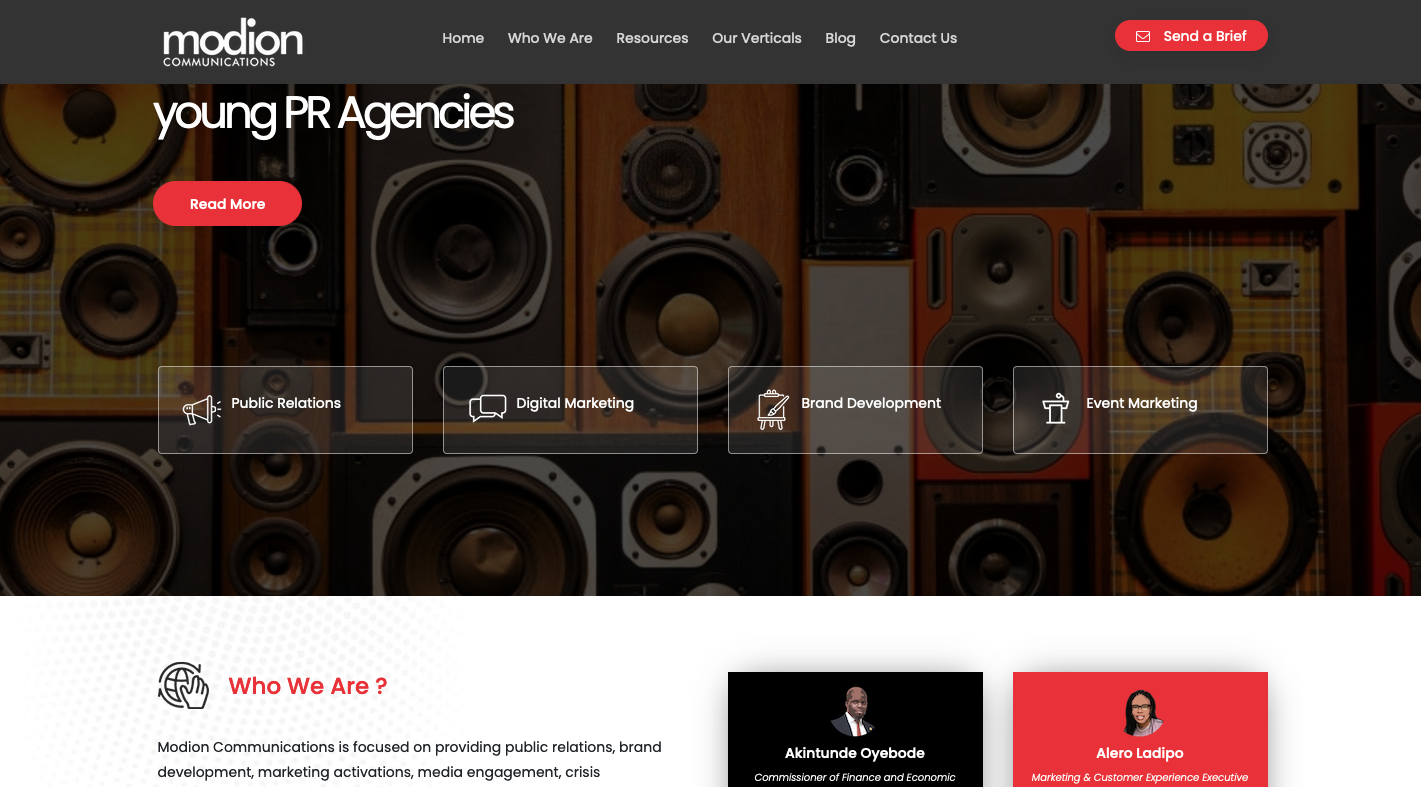 modion
COMMUNICATIONS
Home Who We Are Resources Our Verticals Blog Contact Us
Send a Brief
young PR Agencies
Read More
Public Relations
Digital Marketing
Brand Development
Event Marketing
Who We Are ?
Modion Communications is focused on providing public relations, brand
development, marketing activations, media engagement, crisis
Akintunde Oyebode
Commissioner of Finance and Economic
Alero Ladipo
Marketing & Customer Experience Executive